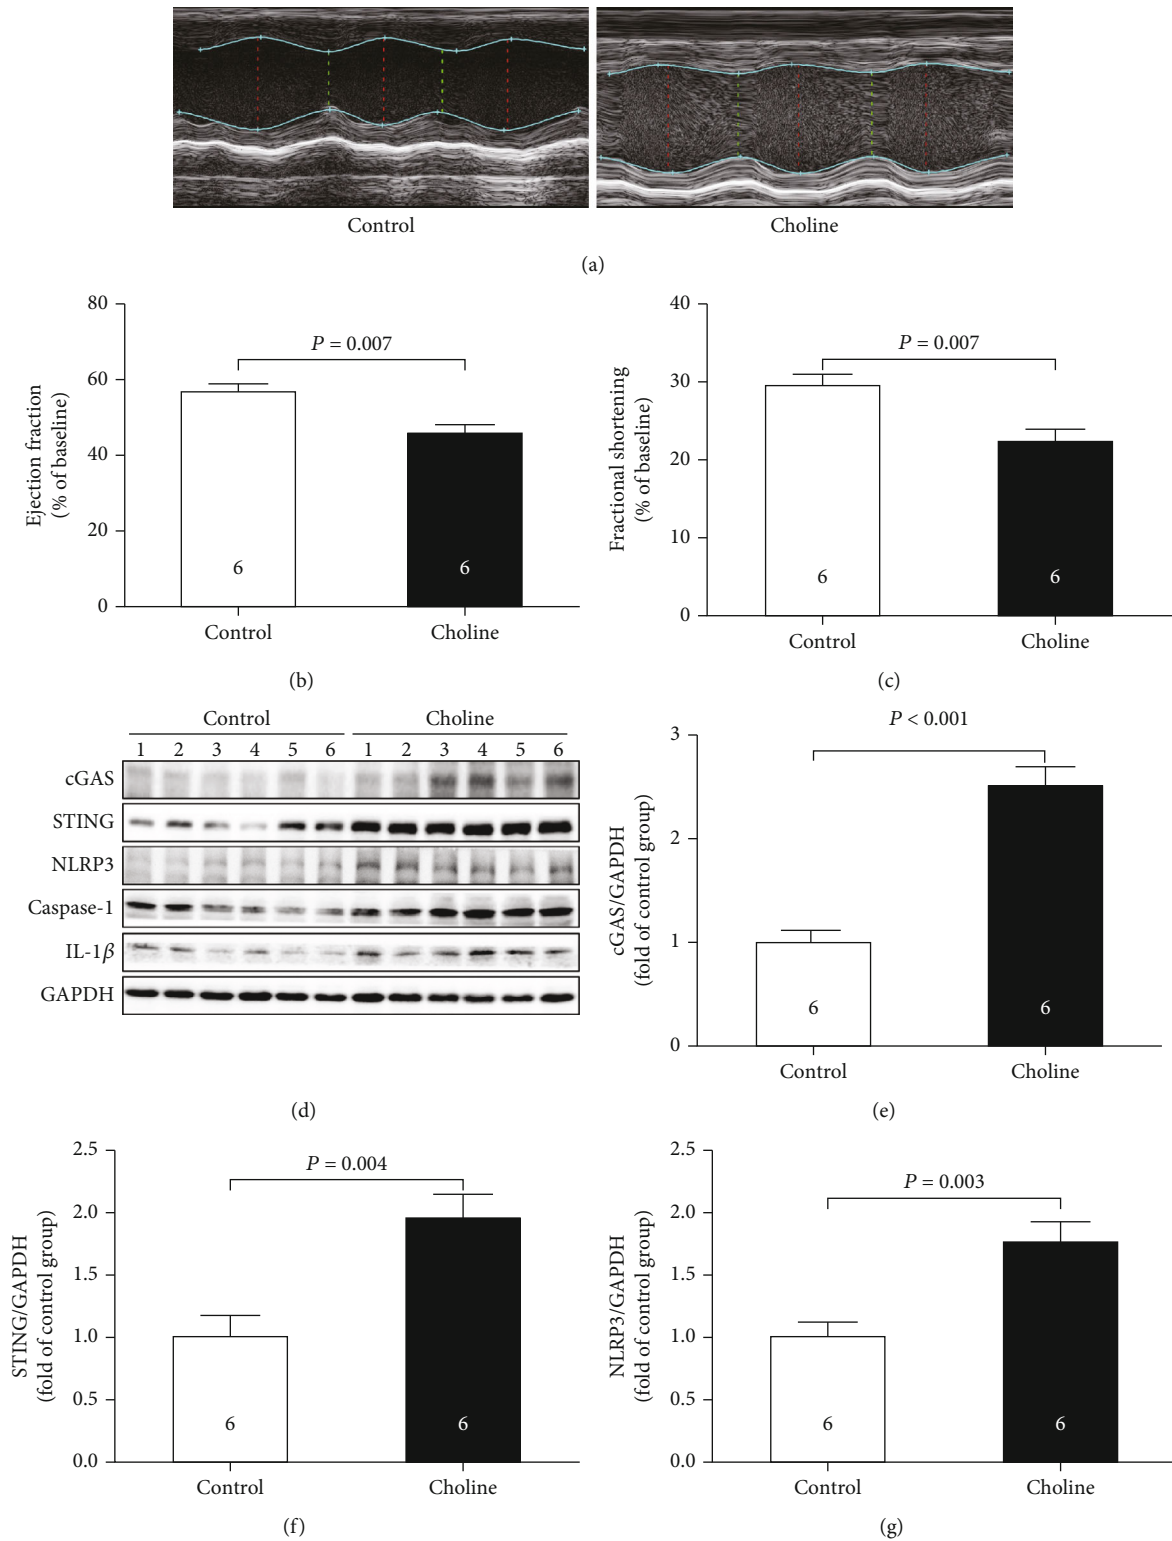 Control
Choline
(a)
80
60
40
20
0
Ejection fraction
(% of baseline)
P = 0.007
6
6
Control
Choline
(b)
40
30
20
10
0
Fractional shortening
(% of baseline)
P = 0.007
6
6
Control
Choline
(c)
Control
Choline
1 2 3 4 5 6 1 2 3 4 5 6
cGAS
STING
NLRP3
Caspase-1
IL-1β
GAPDH
(d)
3
2
1
0
cGAS/GAPDH
(fold of control group)
P < 0.001
6
6
Control
Choline
(e)
2.5
2.0
1.5
1.0
0.5
0.0
STING/GAPDH
(fold of control group)
P = 0.004
6
6
Control
Choline
(f)
2.5
2.0
1.5
1.0
0.5
0.0
NLRP3/GAPDH
(fold of control group)
P = 0.003
6
6
Control
Choline
(g)